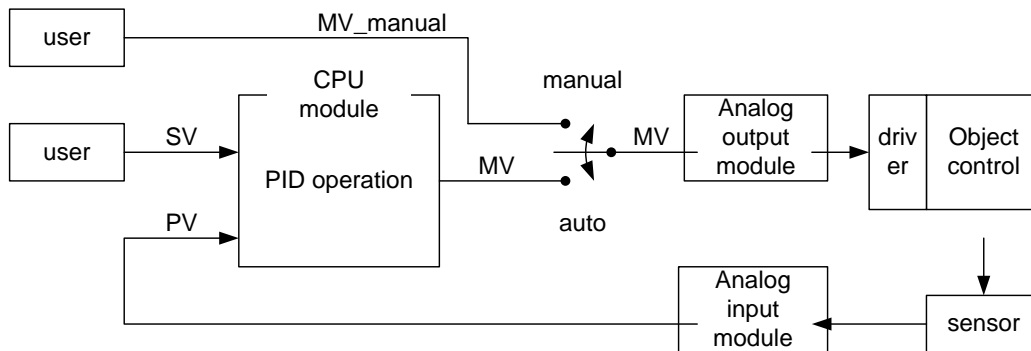 user
MV_manual
manual
CPU
module
Analog
output
module
driv
er
Object
control
user
SV
PID operation
MV
MV
auto
PV
Analog
input
module
sensor